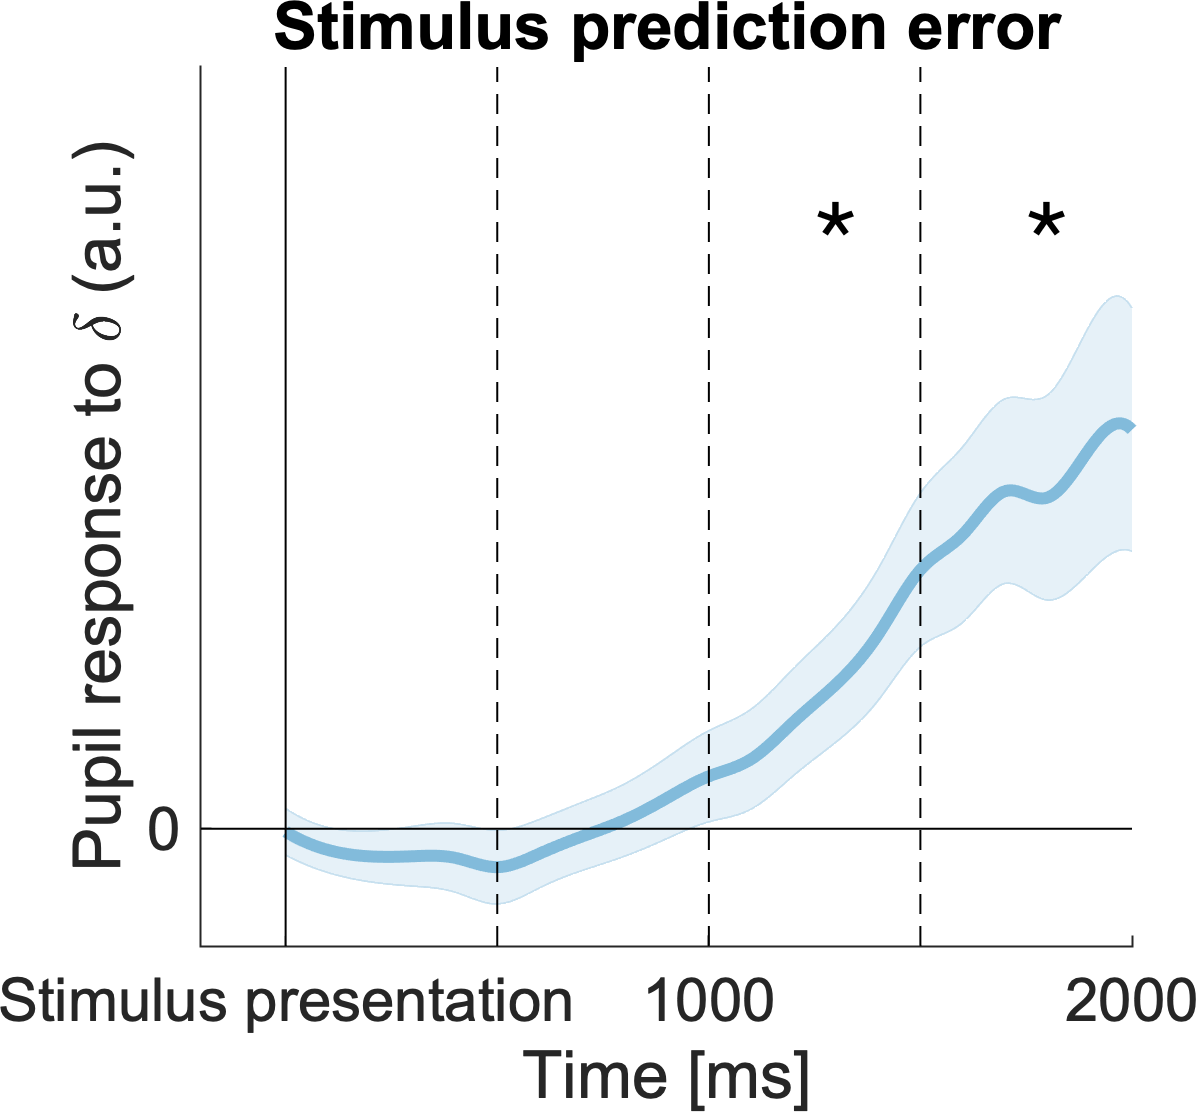 Stimulus prediction error
Pupil response to δ (a.u.)
* *
0
Stimulus presentation 1000 2000
Time [ms]